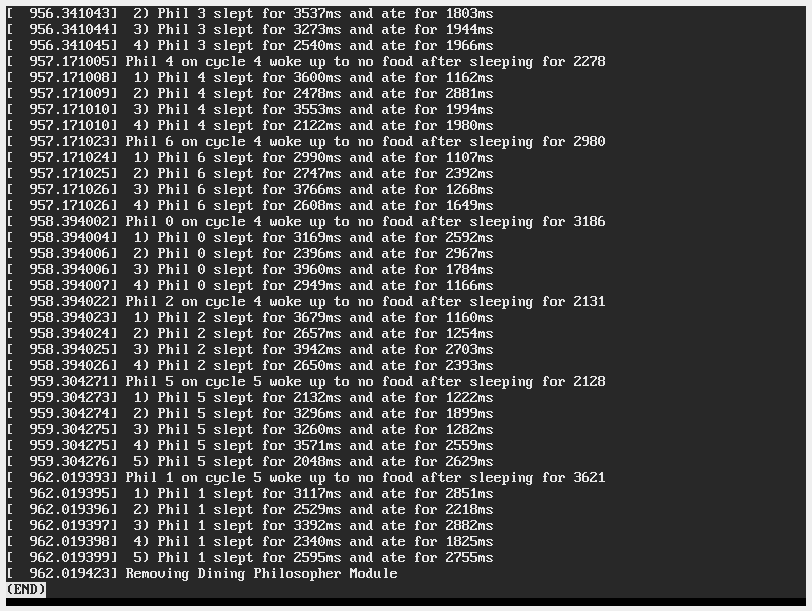 [  956.341043]  2) Phil 3 slept for 3537ms and ate for 1803ms
[  956.341044]  3) Phil 3 slept for 3273ms and ate for 1944ms
[  956.341045]  4) Phil 3 slept for 2540ms and ate for 1966ms
[  957.171005] Phil 4 on cycle 4 woke up to no food after sleeping for 2278
[  957.171008]  1) Phil 4 slept for 3600ms and ate for 1162ms
[  957.171009]  2) Phil 4 slept for 2478ms and ate for 2881ms
[  957.171010]  3) Phil 4 slept for 3553ms and ate for 1994ms
[  957.171010]  4) Phil 4 slept for 2122ms and ate for 1980ms
[  957.171023] Phil 6 on cycle 4 woke up to no food after sleeping for 2980
[  957.171024]  1) Phil 6 slept for 2990ms and ate for 1107ms
[  957.171025]  2) Phil 6 slept for 2747ms and ate for 2392ms
[  957.171026]  3) Phil 6 slept for 3766ms and ate for 1268ms
[  957.171026]  4) Phil 6 slept for 2608ms and ate for 1649ms
[  958.394002] Phil 0 on cycle 4 woke up to no food after sleeping for 3186
[  958.394004]  1) Phil 0 slept for 3169ms and ate for 2592ms
[  958.394006]  2) Phil 0 slept for 2396ms and ate for 2967ms
[  958.394006]  3) Phil 0 slept for 3960ms and ate for 1784ms
[  958.394007]  4) Phil 0 slept for 2949ms and ate for 1166ms
[  958.394022] Phil 2 on cycle 4 woke up to no food after sleeping for 2131
[  958.394023]  1) Phil 2 slept for 3679ms and ate for 1160ms
[  958.394024]  2) Phil 2 slept for 2657ms and ate for 1254ms
[  958.394025]  3) Phil 2 slept for 3942ms and ate for 2703ms
[  958.394026]  4) Phil 2 slept for 2650ms and ate for 2393ms
[  959.304271] Phil 5 on cycle 5 woke up to no food after sleeping for 2128
[  959.304273]  1) Phil 5 slept for 2132ms and ate for 1222ms
[  959.304274]  2) Phil 5 slept for 3296ms and ate for 1899ms
[  959.304275]  3) Phil 5 slept for 3260ms and ate for 1282ms
[  959.304275]  4) Phil 5 slept for 3571ms and ate for 2559ms
[  959.304276]  5) Phil 5 slept for 2048ms and ate for 2629ms
[  962.019393] Phil 1 on cycle 5 woke up to no food after sleeping for 3621
[  962.019395]  1) Phil 1 slept for 3117ms and ate for 2851ms
[  962.019396]  2) Phil 1 slept for 2529ms and ate for 2218ms
[  962.019397]  3) Phil 1 slept for 3392ms and ate for 2882ms
[  962.019398]  4) Phil 1 slept for 2340ms and ate for 1825ms
[  962.019399]  5) Phil 1 slept for 2595ms and ate for 2755ms
[  962.019423] Removing Dining Philosopher Module
(END)